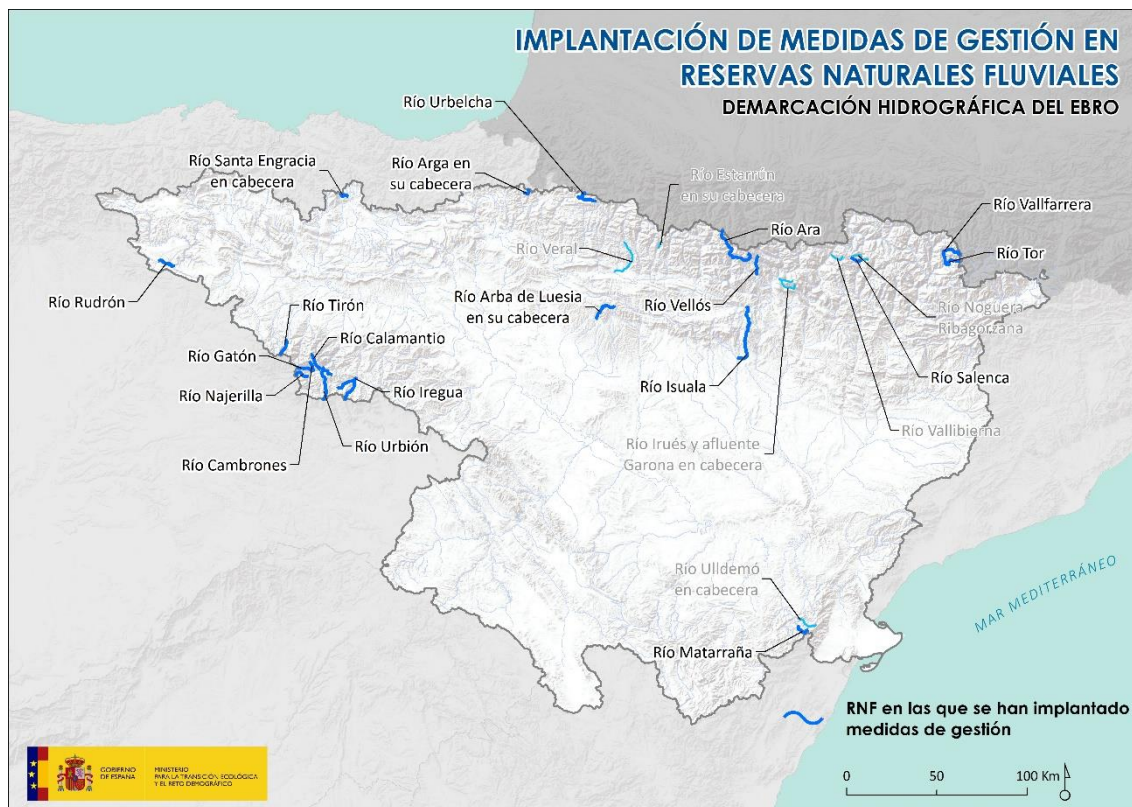 IMPLANTACIÓN DE MEDIDAS DE GESTIÓN EN
RESERVAS NATURALES FLUVIALES
DEMARCACIÓN HIDROGRÁFICA DEL EBRO
Río Urbelcha
Río Santa Engracia
en cabecera
Río Arga en
su cabecera
Río Estarrún
en su cabecera
Río Vallfarrera
Río Ara
Río Veral
Río Tor
Río Rudrón
Río Arba de Luesia
en su cabecera
Río Vellós
Río Noguera
Ribagorzana
Río Tirón
Río Calamantio
Río Gatón
Río Najerilla
Río Iregua
Río Isuala
Río Salenca
Río Vallibierna
Río Urbión
Río Irués y afluente
Garona en cabecera
Río Cambrones
Río Ulldemó
en cabecera
MAR MEDITERRÁNEO
Río Matarraña
RNF en las que se han implantado
medidas de gestión
GOBIERNO
DE ESPAÑA
MINISTERIO
PARA LA TRANSICIÓN ECOLÓGICA
Y EL RETO DEMOGRÁFICO
0 50 100 Km